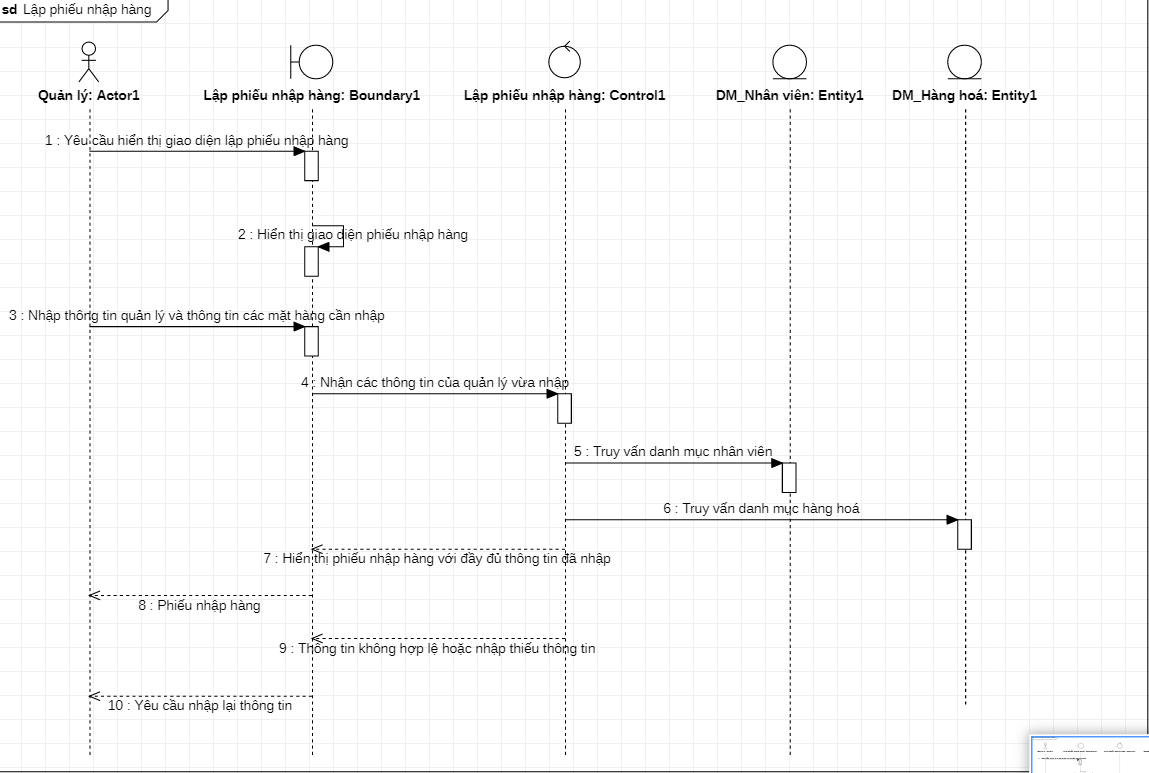 sd Lập phiếu nhập hàng
Quản lý: Actor1
Lập phiếu nhập hàng: Boundary1
Lập phiếu nhập hàng: Control1
DM_Nhân viên: Entity1
DM_Hàng hoá: Entity1
1 : Yêu cầu hiển thị giao diện lập phiếu nhập hàng
2 : Hiển thị giao diện phiếu nhập hàng
3 : Nhập thông tin quản lý và thông tin các mặt hàng cần nhập
4 : Nhận các thông tin của quản lý vừa nhập
5 : Truy vấn danh mục nhân viên
6 : Truy vấn danh mục hàng hoá
7 : Hiển thị phiếu nhập hàng với đầy đủ thông tin đã nhập
8 : Phiếu nhập hàng
9 : Thông tin không hợp lệ hoặc nhập thiếu thông tin
10 : Yêu cầu nhập lại thông tin